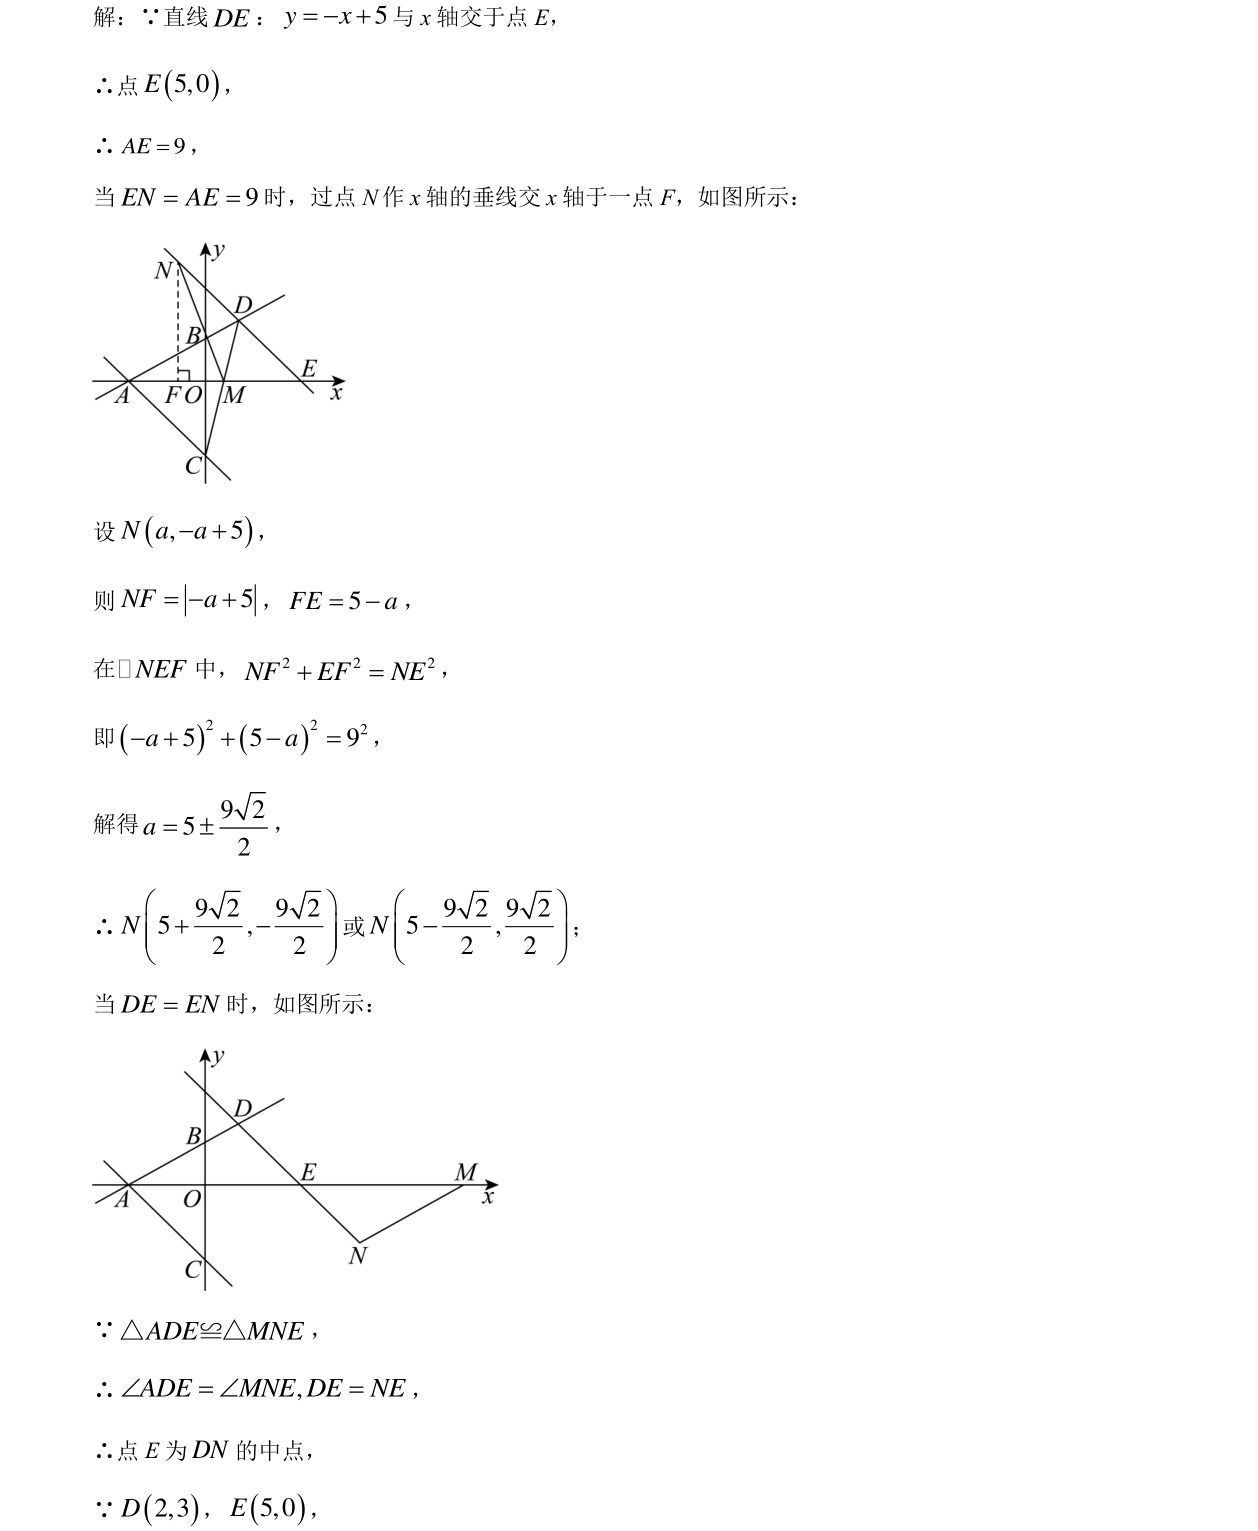 解：∵直线DE：y=−x+5与x轴交于点E，
∴点E(5,0)，
∴AE=9，
当EN=AE=9时，过点N作x轴的垂线交x轴于一点F，如图所示：
y
N
D
B
E
A
F
O
M
x
C
设N(a,−a+5)，
则NF=|−a+5|，FE=5−a，
在□NEF中，NF²+EF²=NE²，
即(−a+5)²+(5−a)²=9²，
解得a=5±\frac{9√2}{2}，
∴N(5+\frac{9√2}{2},−\frac{9√2}{2})或N(5−\frac{9√2}{2},\frac{9√2}{2})；
当DE=EN时，如图所示：
y
D
B
E
M
A
O
x
N
C
∵△ADE≌△MNE，
∴∠ADE=∠MNE,DE=NE，
∴点E为DN的中点，
∵D(2,3)，E(5,0)，